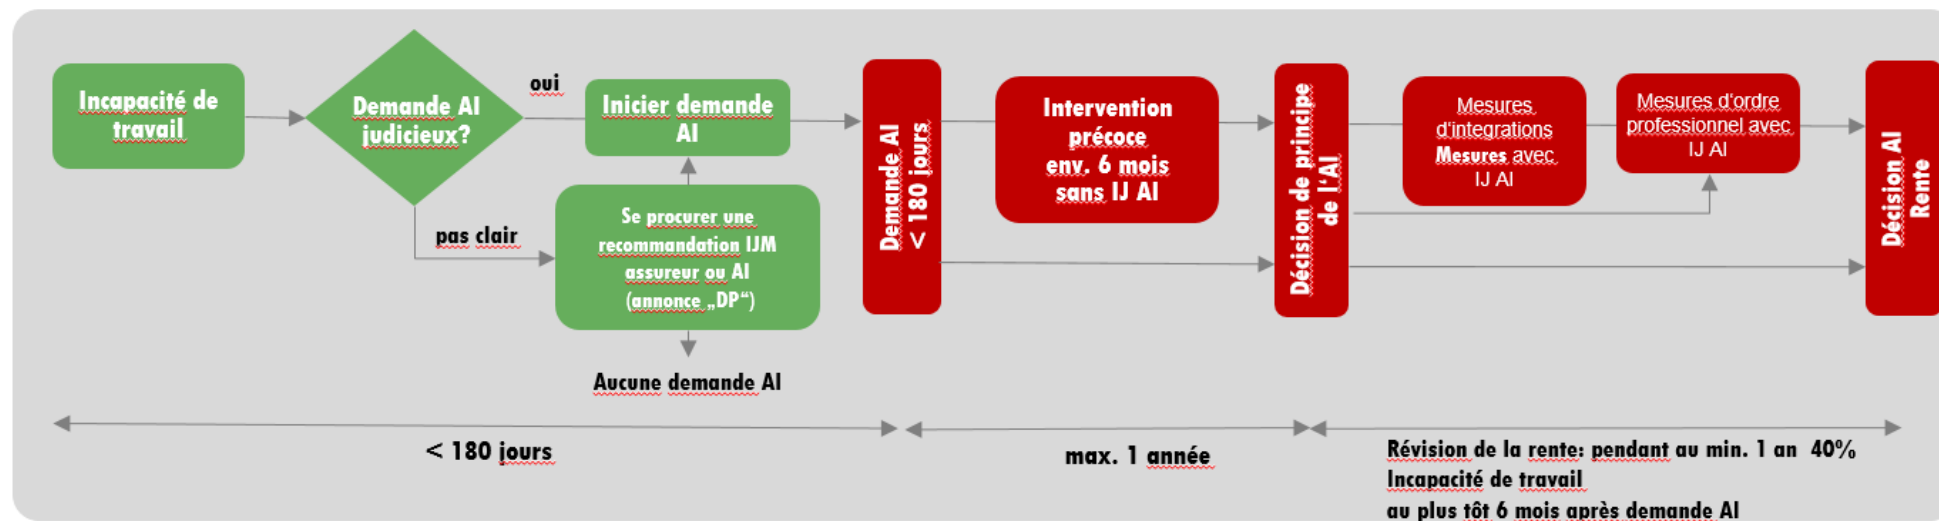 Incapacité de
travail
Demande AI
judicieux?
oui
pas clair
Inicier demande
AI
Se procurer une
recommandation IJM
assureur ou AI
(annonce „DP“)
Aucune demande AI
Demande AI
< 180 jours
Intervention
précoce
env. 6 mois
sans IJ AI
Décision de principe
de l‘AI
Mesures
d‘integrations
Mesures avec
IJ AI
Mesures d‘ordre
professionnel avec
IJ AI
Décision AI
Rente
< 180 jours
max. 1 année
Révision de la rente: pendant au min. 1 an 40%
Incapacité de travail
au plus tôt 6 mois après demande AI